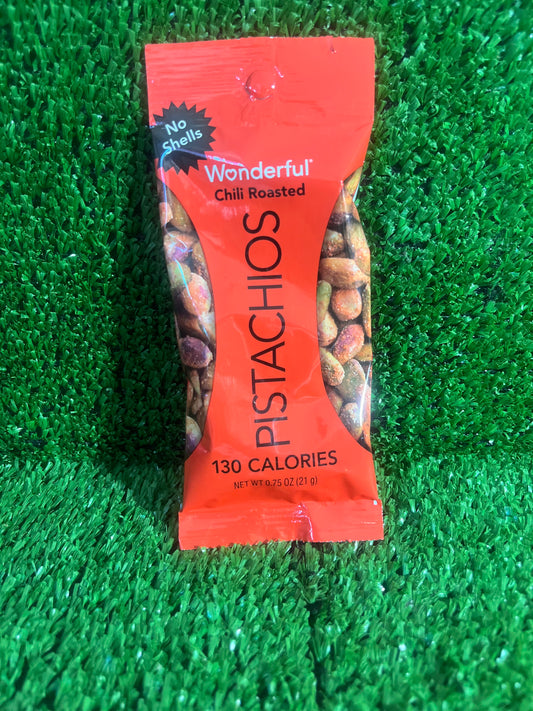 No
Shells
Wonderful®
Chili Roasted
PISTACHIOS
130 CALORIES
NET WT 0.75 OZ (21 g)